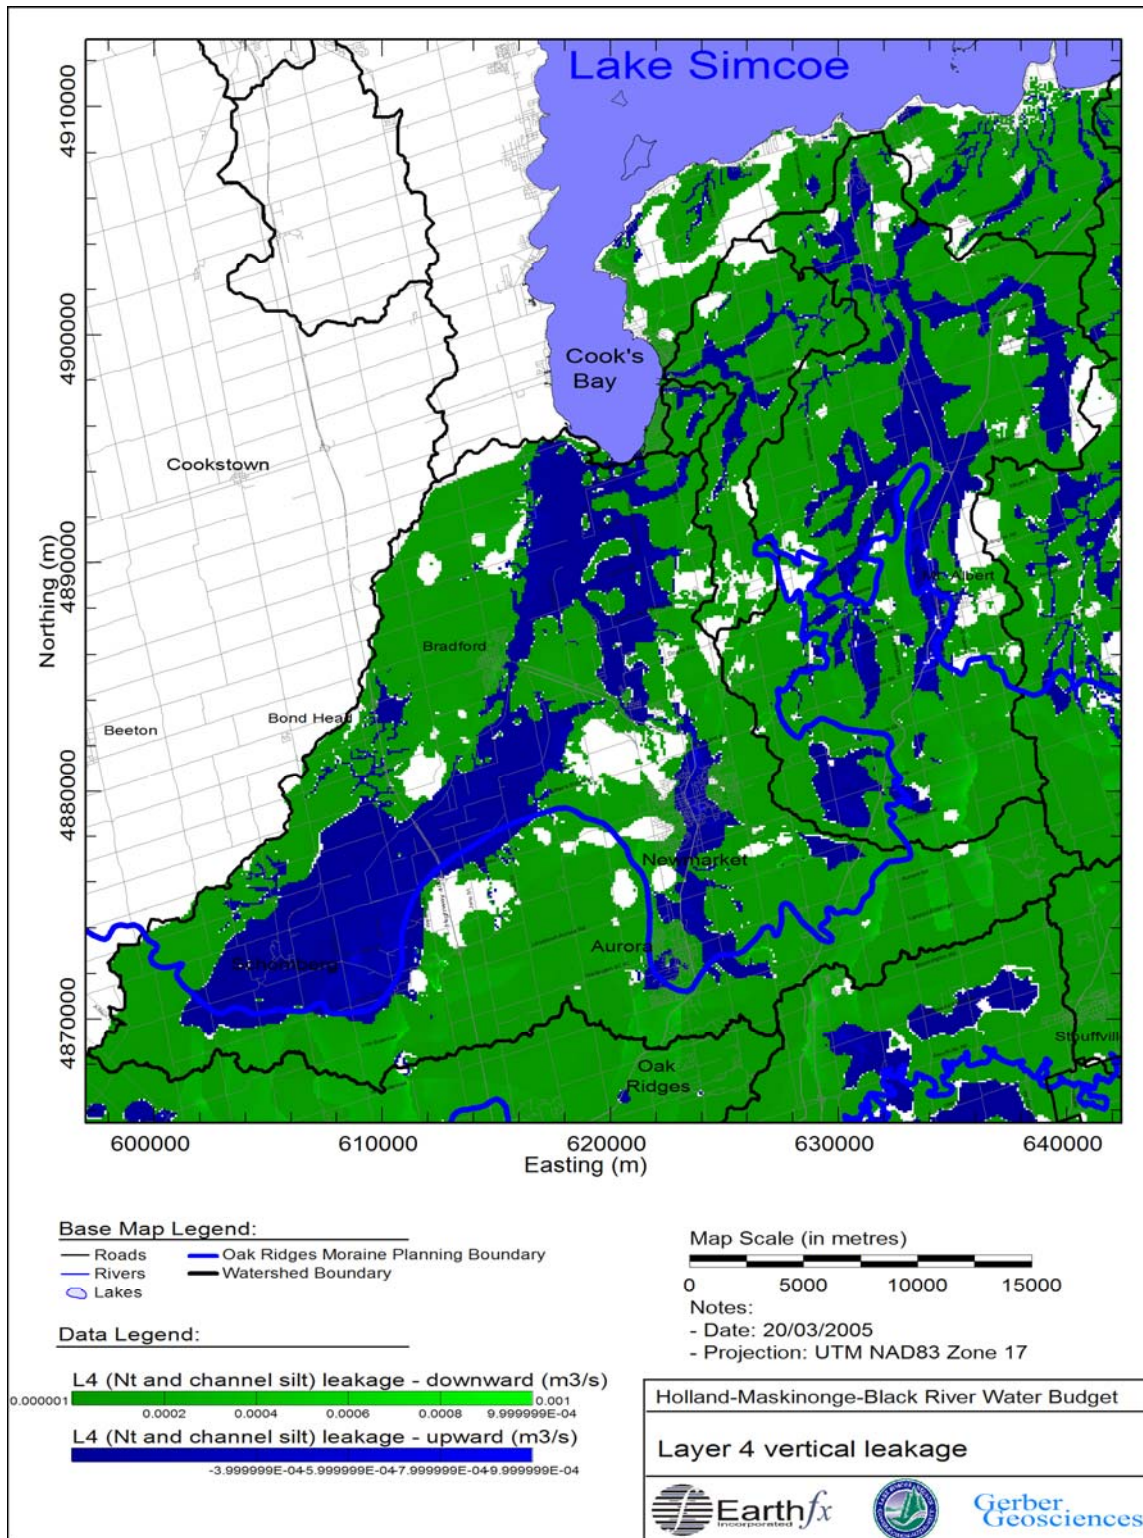 Lake Simcoe
4910000
4900000
Cook's
Bay
Cookstown
4890000
Mt. Albert
Northing (m)
Bradford
Bond Head
Beeton
4880000
Newmarket
Aurora
Schomberg
4870000
Stouffvil
Oak
Ridges
600000 610000 620000 630000 640000
Easting (m)
Base Map Legend:
Roads Oak Ridges Moraine Planning Boundary
Rivers Watershed Boundary
Lakes
Map Scale (in metres)
0 5000 10000 15000
Notes:
- Date: 20/03/2005
- Projection: UTM NAD83 Zone 17
Data Legend:
L4 (Nt and channel silt) leakage - downward (m3/s)
0.000001 0.001
0.0002 0.0004 0.0006 0.0008 9.999999E-04
L4 (Nt and channel silt) leakage - upward (m3/s)
-3.999999E-04 -5.999999E-04 -7.999999E-04 -9.999999E-04
Holland-Maskinonge-Black River Water Budget
Layer 4 vertical leakage
Earthfx
Incorporated
Gerber
Geosciences